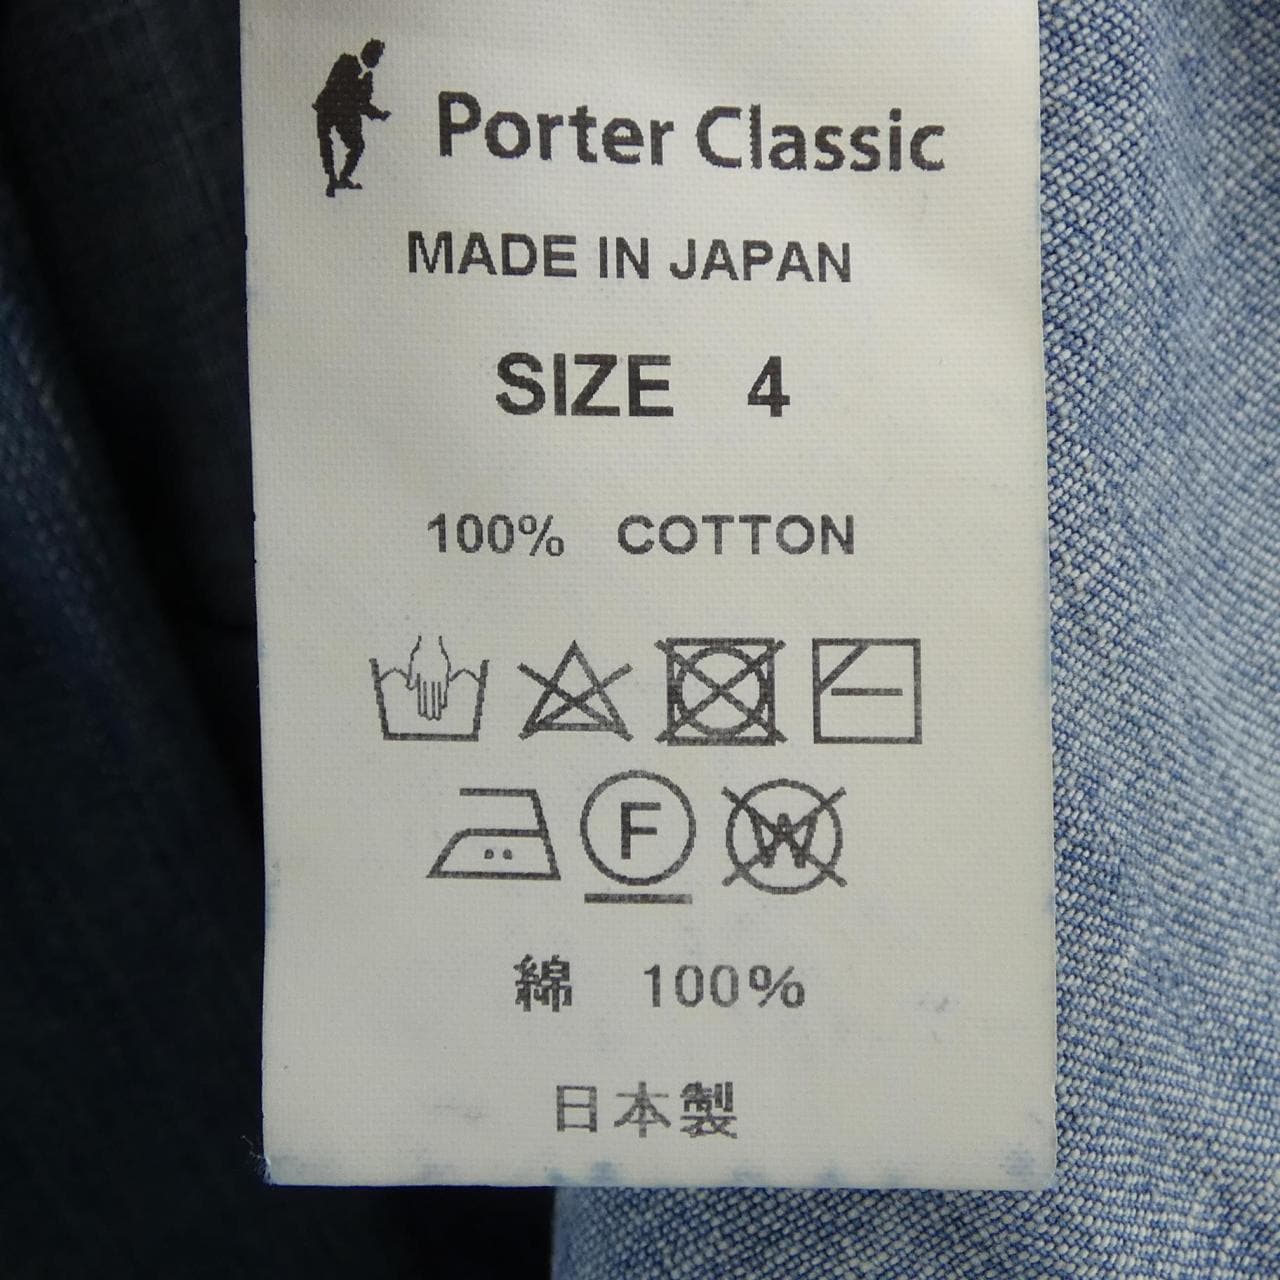 Porter Classic
MADE IN JAPAN
SIZE 4
100% COTTON
F W
綿 100%
日本製